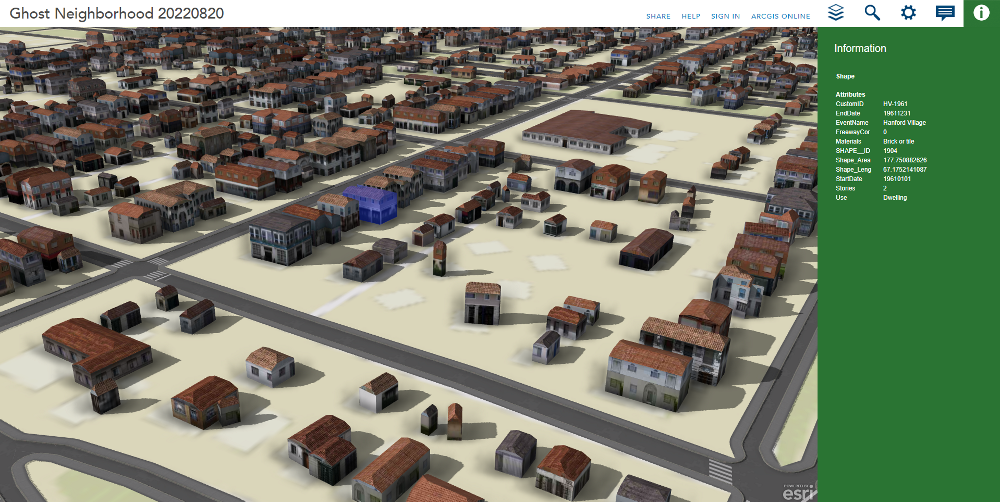 Ghost Neighborhood 20220820
SHARE HELP SIGN IN ARCGIS ONLINE
Information
Shape
Attributes
CustomID HV-1961
EndDate 19611231
EventName Hanford Village
FreewayCor 0
Materials Brick or tile
SHAPE__ID 1904
Shape_Area 177.750882626
Shape_Leng 67.1752141087
StartDate 19610101
Stories 2
Use Dwelling
POWERED BY
esri